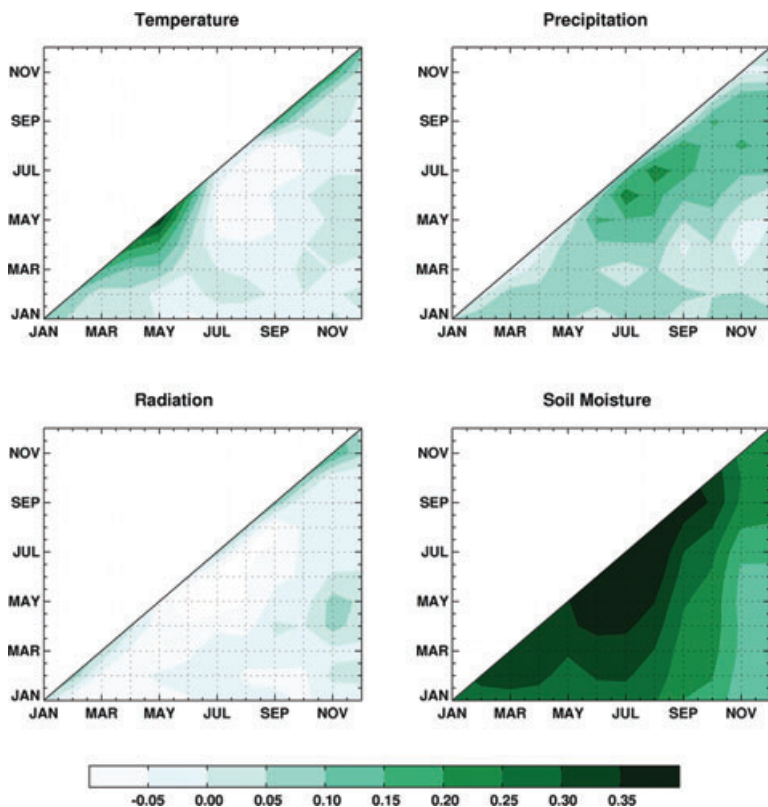 Temperature
Precipitation
NOV
SEP
JUL
MAY
MAR
JAN
JAN MAR MAY JUL SEP NOV
NOV
SEP
JUL
MAY
MAR
JAN
JAN MAR MAY JUL SEP NOV
Radiation
Soil Moisture
NOV
SEP
JUL
MAY
MAR
JAN
JAN MAR MAY JUL SEP NOV
NOV
SEP
JUL
MAY
MAR
JAN
JAN MAR MAY JUL SEP NOV
-0.05 0.00 0.05 0.10 0.15 0.20 0.25 0.30 0.35